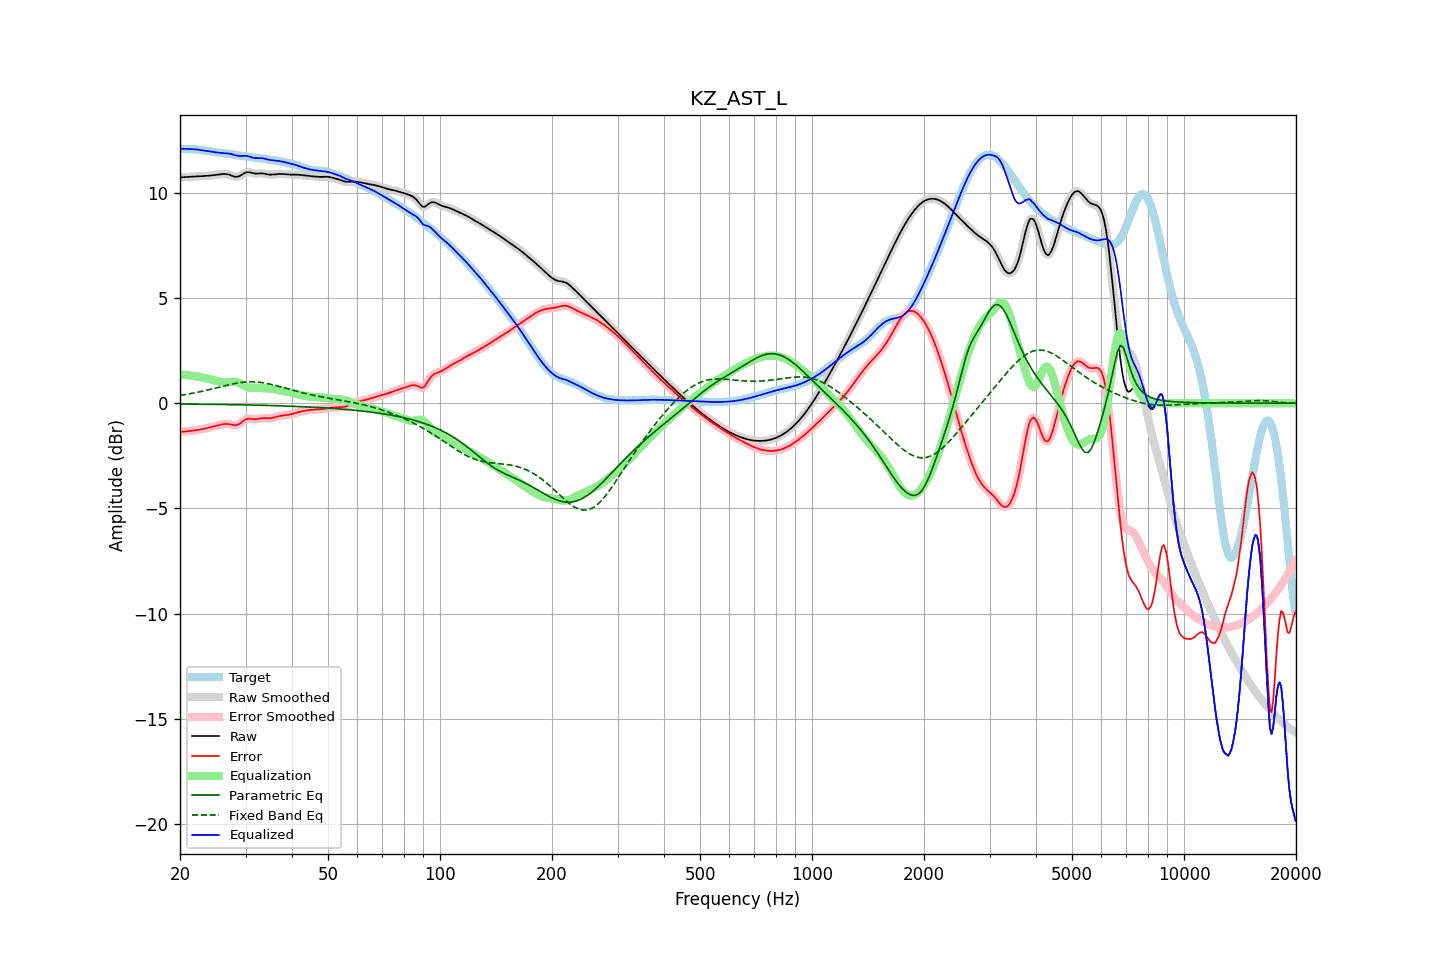 KZ_AST_L
Amplitude (dBr)
10
5
0
−5
−10
−15
−20
Target
Raw Smoothed
Error Smoothed
Raw
Error
Equalization
Parametric Eq
Fixed Band Eq
Equalized
20 50 100 200 500 1000 2000 5000 10000 20000
Frequency (Hz)